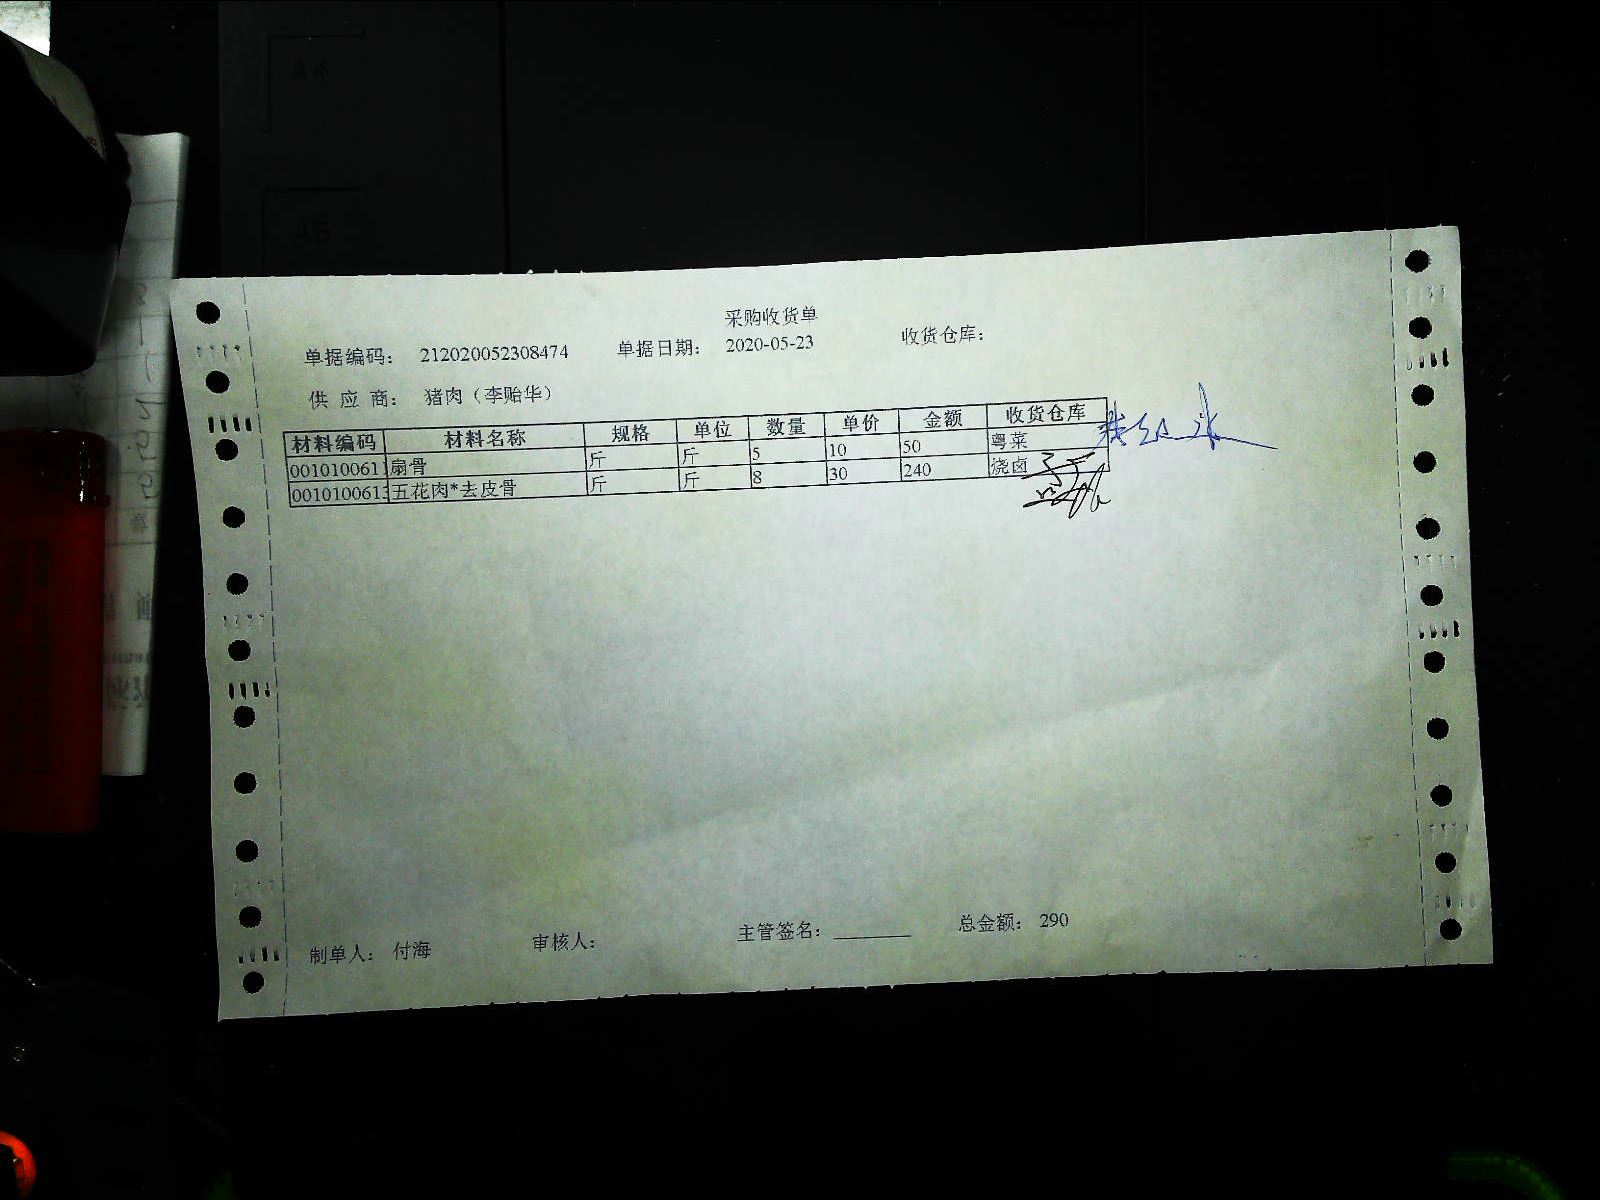 采购收货单
单据编码： 212020052308474 单据日期： 2020-05-23 收货仓库：
供 应 商： 猪肉（李贻华）
材料编码 材料名称 规格 单位 数量 单价 金额 收货仓库
0010100611 扇骨 斤 斤 5 10 50 粤菜
001010061 五花肉*去皮骨 斤 斤 8 30 240 烧卤
制单人： 付海 审核人： 主管签名： 总金额： 290